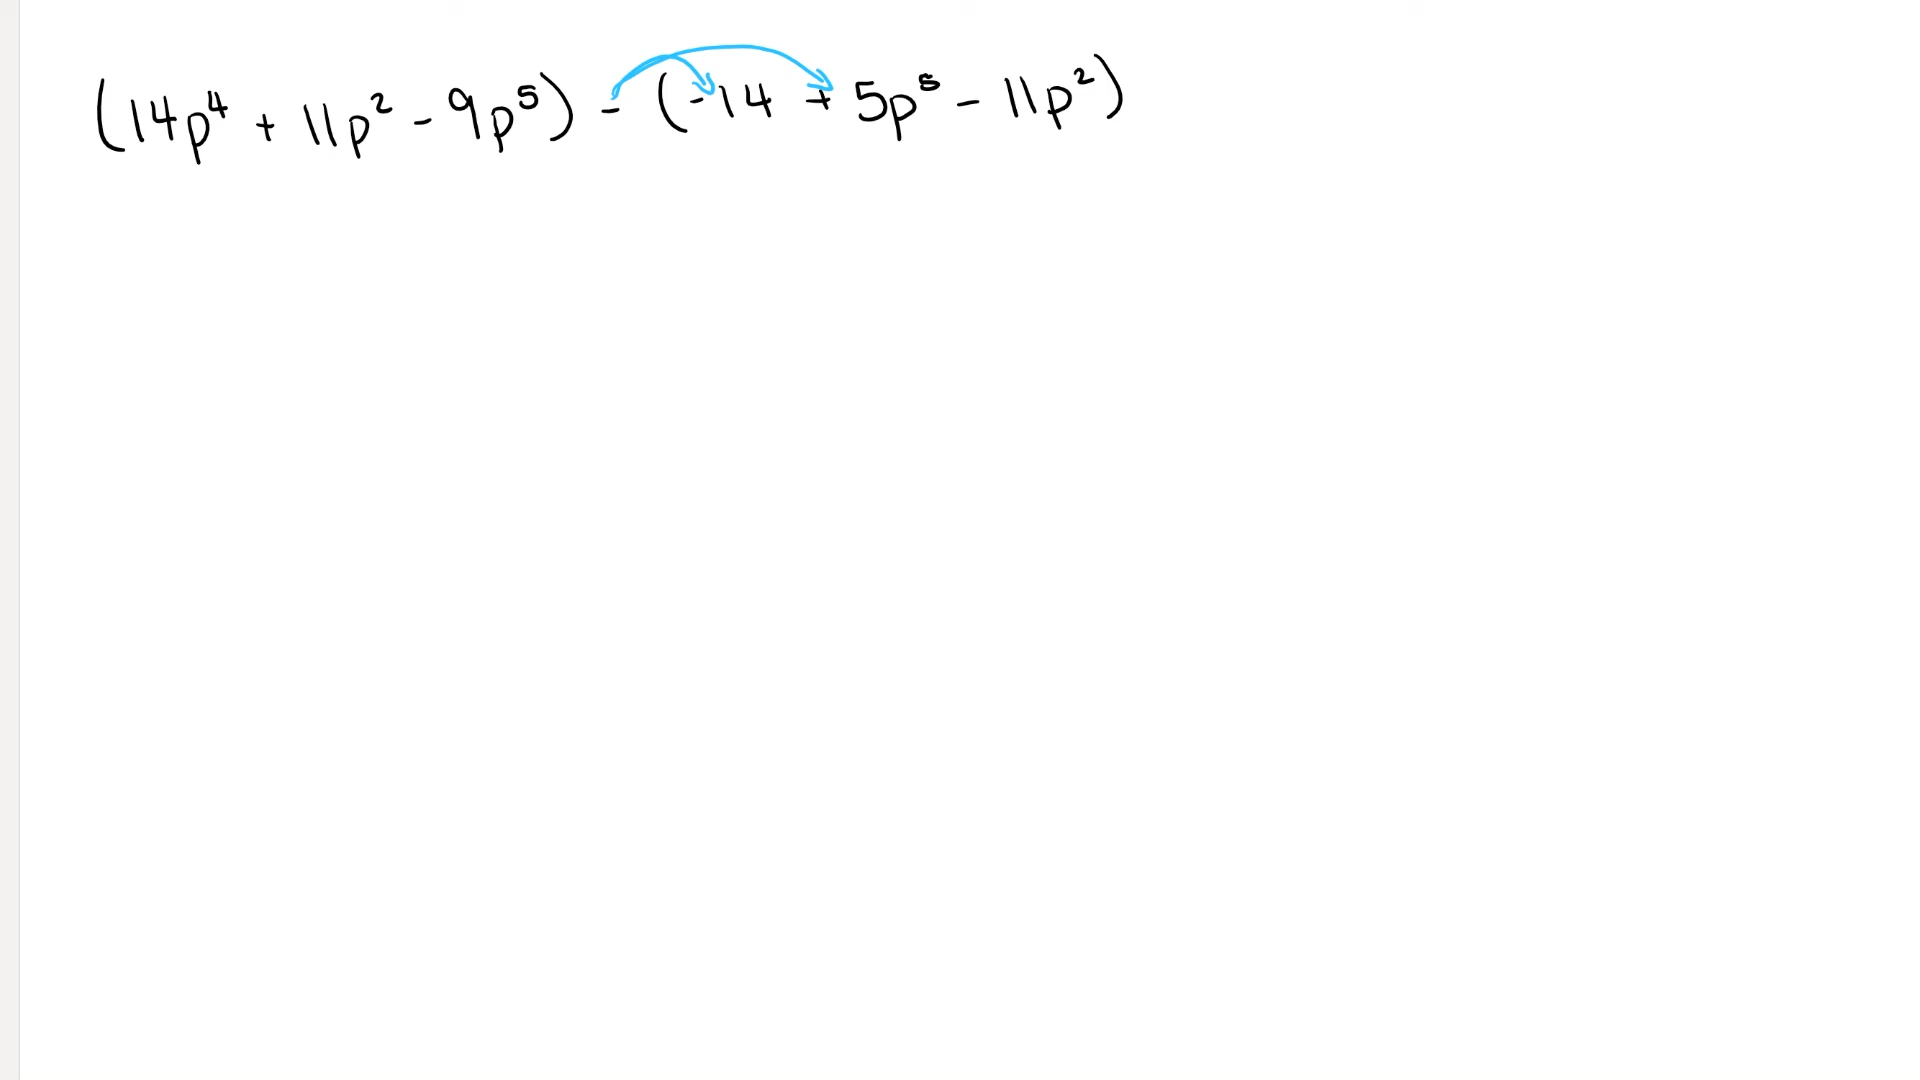 (14p⁴ + 11p² - 9p⁵) - (-14 + 5p⁵ - 11p²)